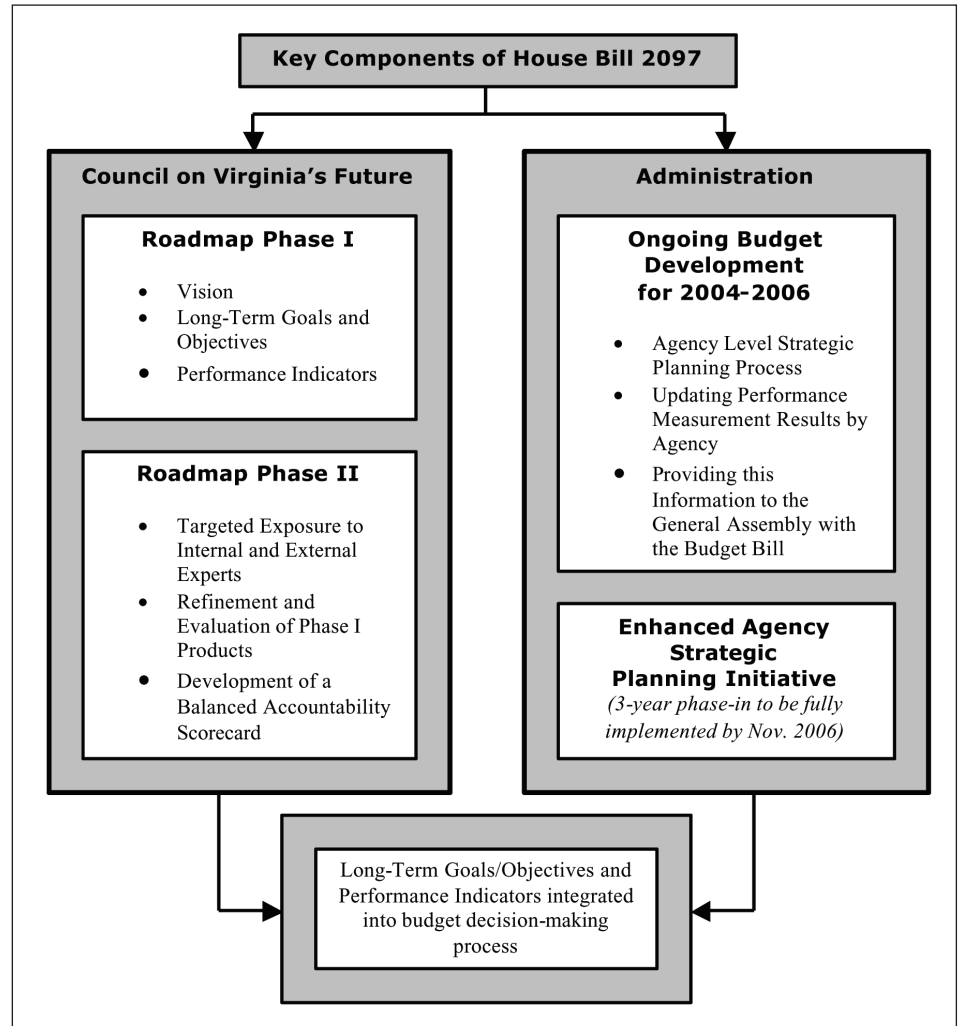 Key Components of House Bill 2097
Council on Virginia's Future
Roadmap Phase I
• Vision
• Long-Term Goals and
Objectives
• Performance Indicators
Roadmap Phase II
• Targeted Exposure to
Internal and External
Experts
• Refinement and
Evaluation of Phase I
Products
• Development of a
Balanced Accountability
Scorecard
Administration
Ongoing Budget
Development
for 2004-2006
• Agency Level Strategic
Planning Process
• Updating Performance
Measurement Results by
Agency
• Providing this
Information to the
General Assembly with
the Budget Bill
Enhanced Agency
Strategic
Planning Initiative
(3-year phase-in to be fully
implemented by Nov. 2006)
Long-Term Goals/Objectives and
Performance Indicators integrated
into budget decision-making
process